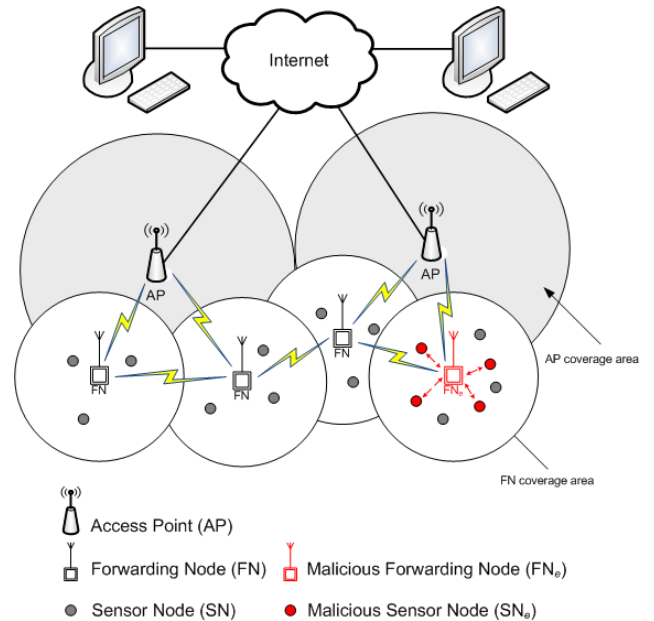 Internet
AP
AP
FN
FN
FN
FNe
AP coverage area
FN coverage area
Access Point (AP)
Forwarding Node (FN)
Malicious Forwarding Node (FNe)
Sensor Node (SN)
Malicious Sensor Node (SNe)